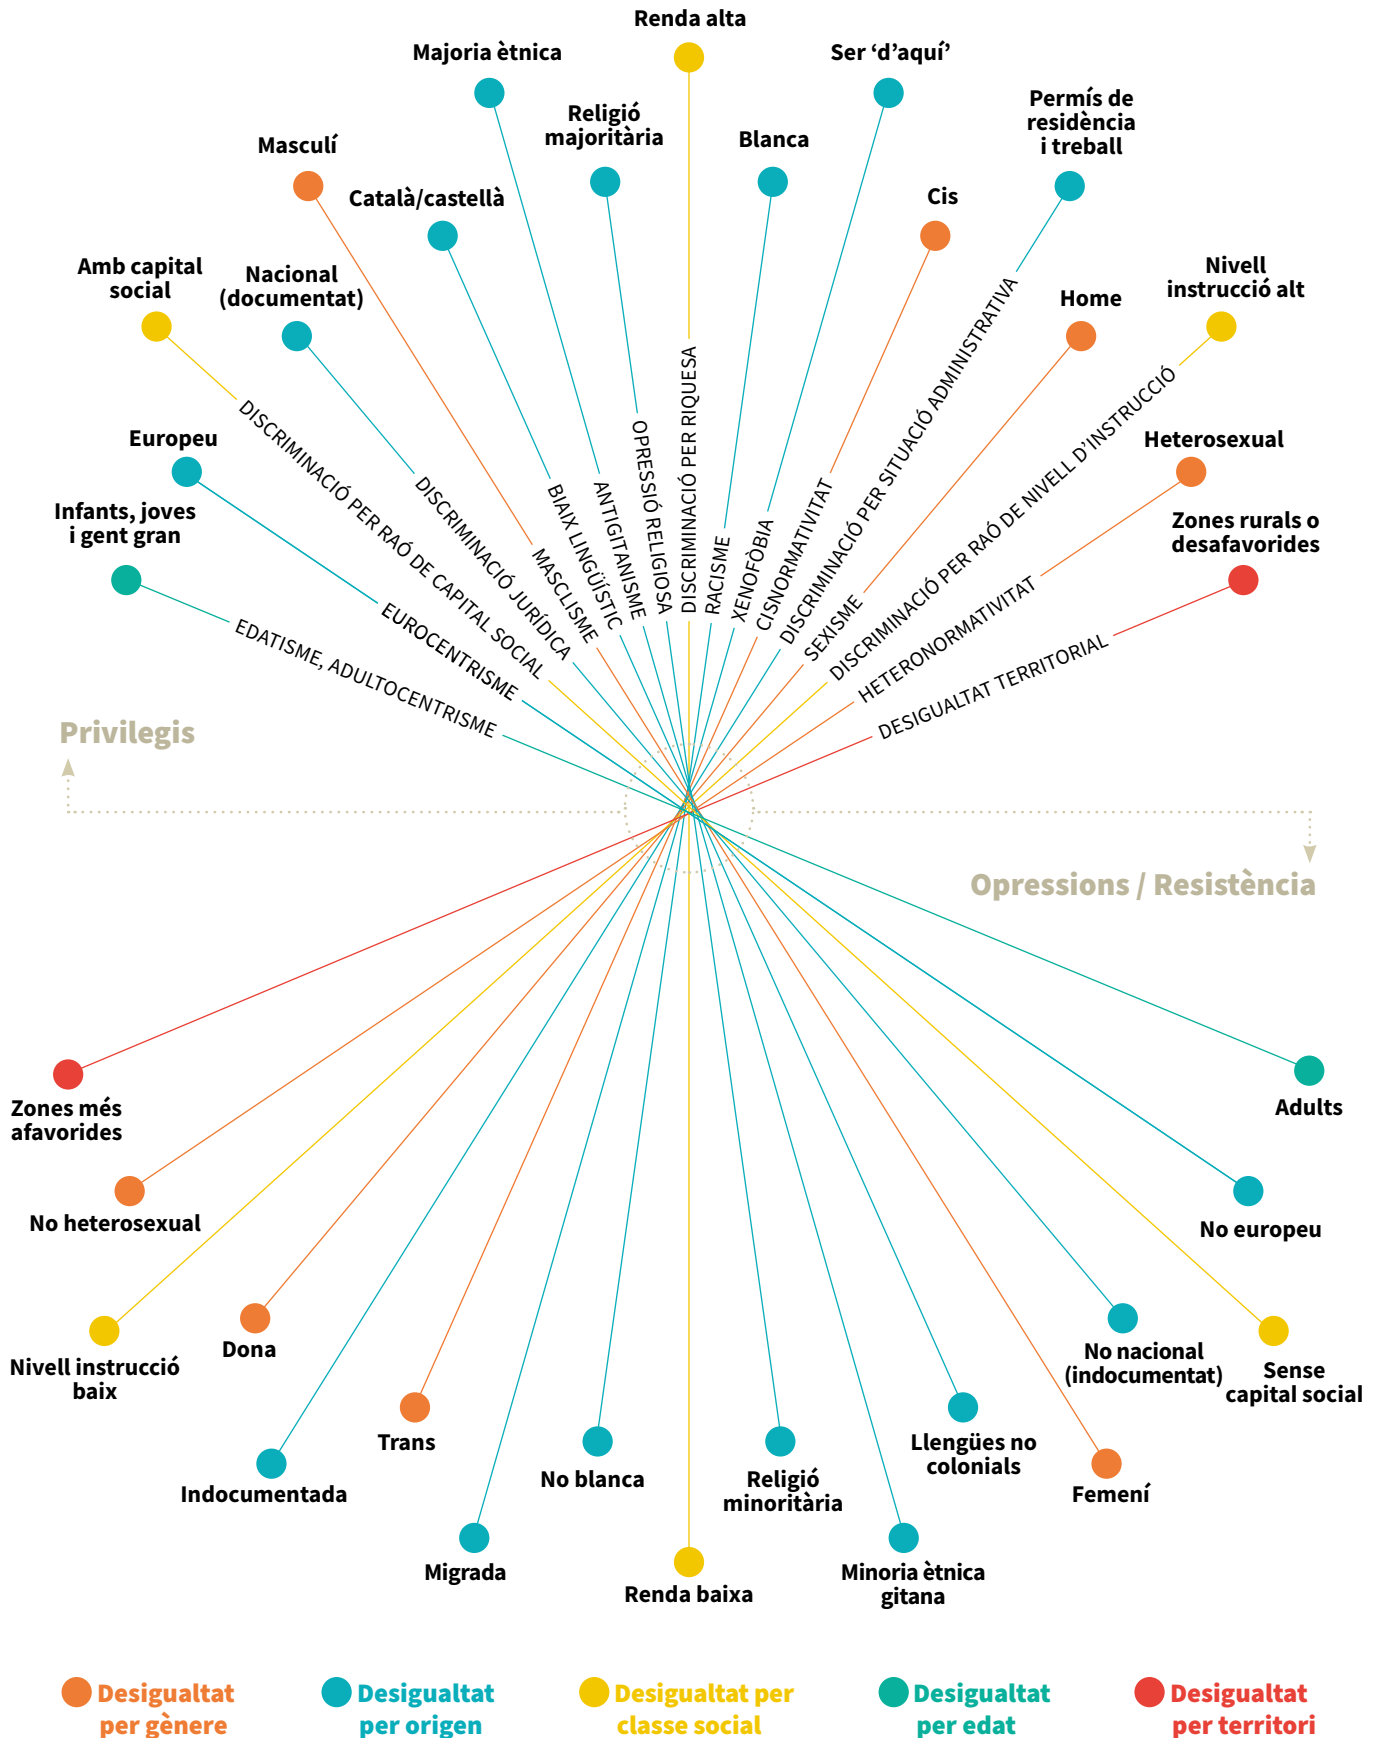 Renda alta
Majoria ètnica
Ser ‘d’aquí’
Permís de
residència
i treball
Religió
majoritària
Blanca
Masculí
Català/castellà
Cis
Amb capital
social
Nacional
(documentat)
Nivell
instrucció alt
Home
Europeu
Heterosexual
Infants, joves
i gent gran
Zones rurals o
desafavorides
EDATISME, ADULTOCENTRISME
EUROCENTRISME
DISCRIMINACIÓ PER RAÓ DE CAPITAL SOCIAL
DISCRIMINACIÓ JURÍDICA
MASCLISME
BIAIX LINGÜÍSTIC
ANTIGITANISME
OPRESSIÓ RELIGIOSA
DISCRIMINACIÓ PER RIQUESA
RACISME
XENOFÒBIA
CISNORMATIVITAT
DISCRIMINACIÓ PER SITUACIÓ ADMINISTRATIVA
SEXISME
DISCRIMINACIÓ PER RAÓ DE NIVELL D’INSTRUCCIÓ
HETERONORMATIVITAT
DESIGUALTAT TERRITORIAL
Privilegis
Opressions / Resistència
Zones més
afavorides
Adults
No heterosexual
No europeu
Nivell instrucció
baix
Dona
No nacional
(indocumentat)
Sense
capital social
Trans
Llengües no
colonials
Indocumentada
No blanca
Religió
minoritària
Femení
Migrada
Renda baixa
Minoria ètnica
gitana
Desigualtat
per gènere
Desigualtat
per origen
Desigualtat per
classe social
Desigualtat
per edat
Desigualtat
per territori